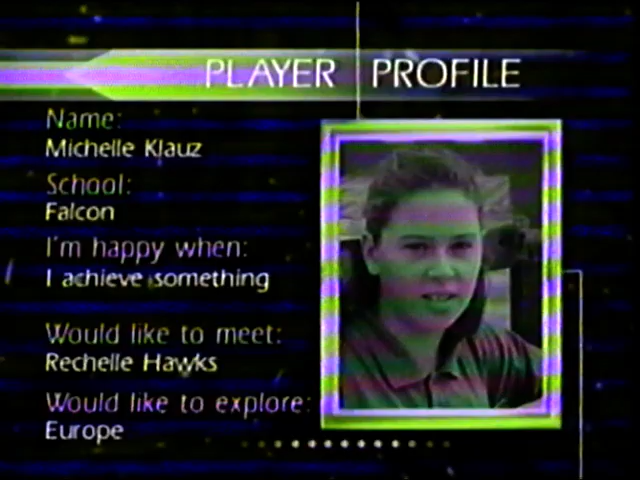 PLAYER PROFILE
Name:
Michelle Klauz
School:
Falcon
I'm happy when:
I achieve something
Would like to meet:
Rechelle Hawks
Would like to explore:
Europe